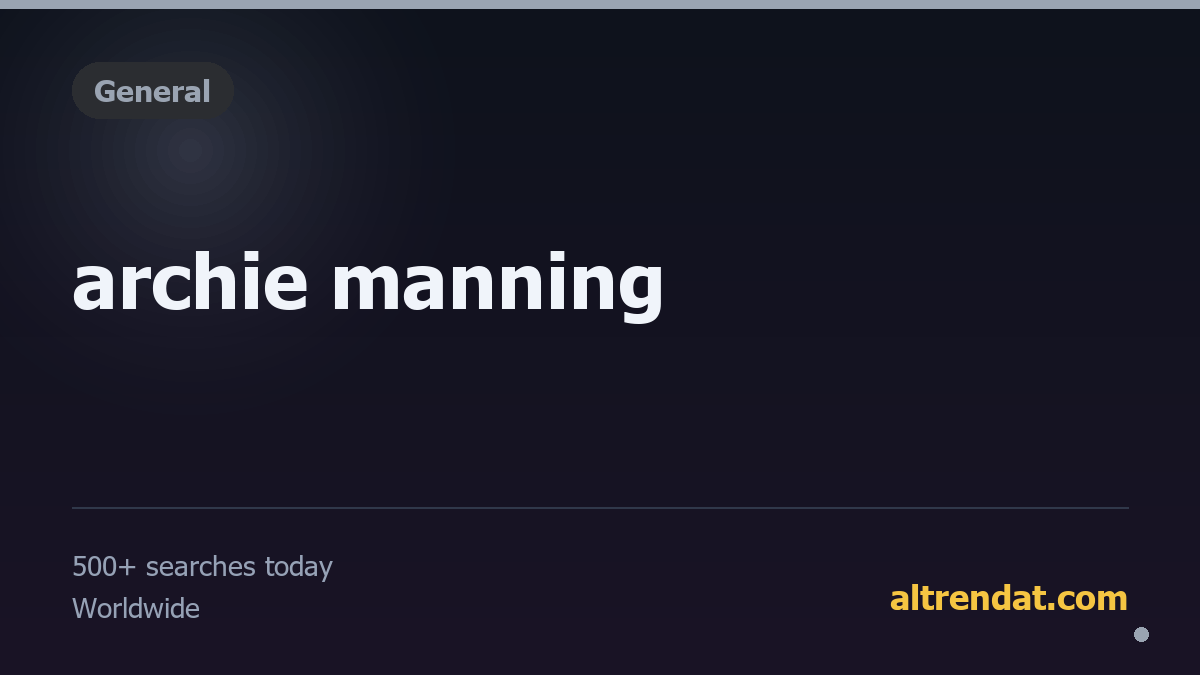 General
archie manning
500+ searches today
Worldwide
altrendat.com